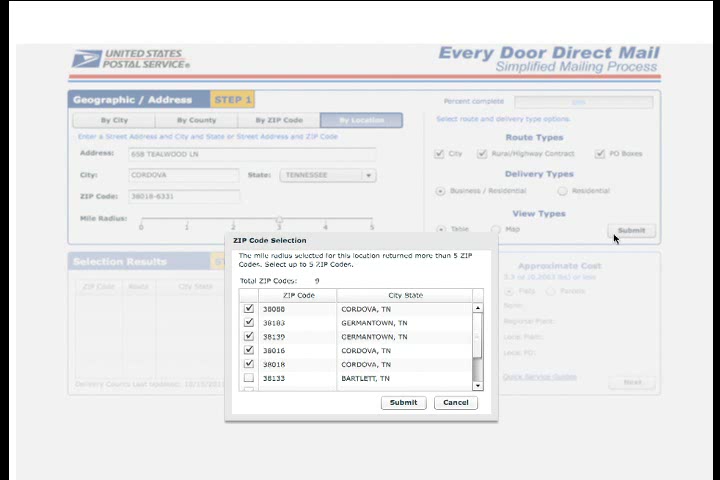 UNITED STATES
POSTAL SERVICE®
Every Door Direct Mail
Simplified Mailing Process
Geographic / Address STEP 1
Percent complete
By City By County By ZIP Code By Location
Select route and delivery type options.
Enter a Street Address and City and State or Street Address and ZIP Code
Route Types
Address: 658 TEALWOOD LN
City Rural/Highway Contract PO Boxes
City: CORDOVA State: TENNESSEE
Delivery Types
ZIP Code: 38018-6331
Business / Residential Residential
Mile Radius: 0 1 2 3 4 5
View Types
Table Map Submit
ZIP Code Selection
The mile radius selected for this location returned more than 5 ZIP
Codes. Select up to 5 ZIP Codes.
Total ZIP Codes: 9
ZIP Code City State
38088 CORDOVA, TN
38183 GERMANTOWN, TN
38139 GERMANTOWN, TN
38016 CORDOVA, TN
38018 CORDOVA, TN
38133 BARTLETT, TN
Submit Cancel
Selection Results
ZIP Code Route City State
Delivery Counts Last Updated:
Approximate Cost
Flats Parcels
Quick Service Guides
Next